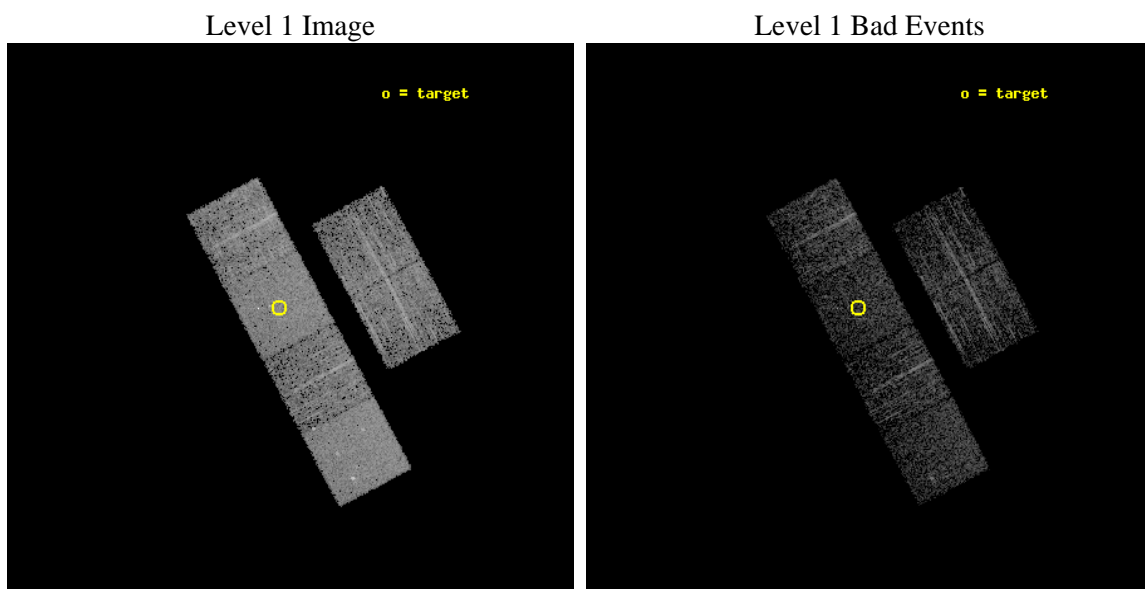 Level 1 Image
Level 1 Bad Events
o = target
o = target